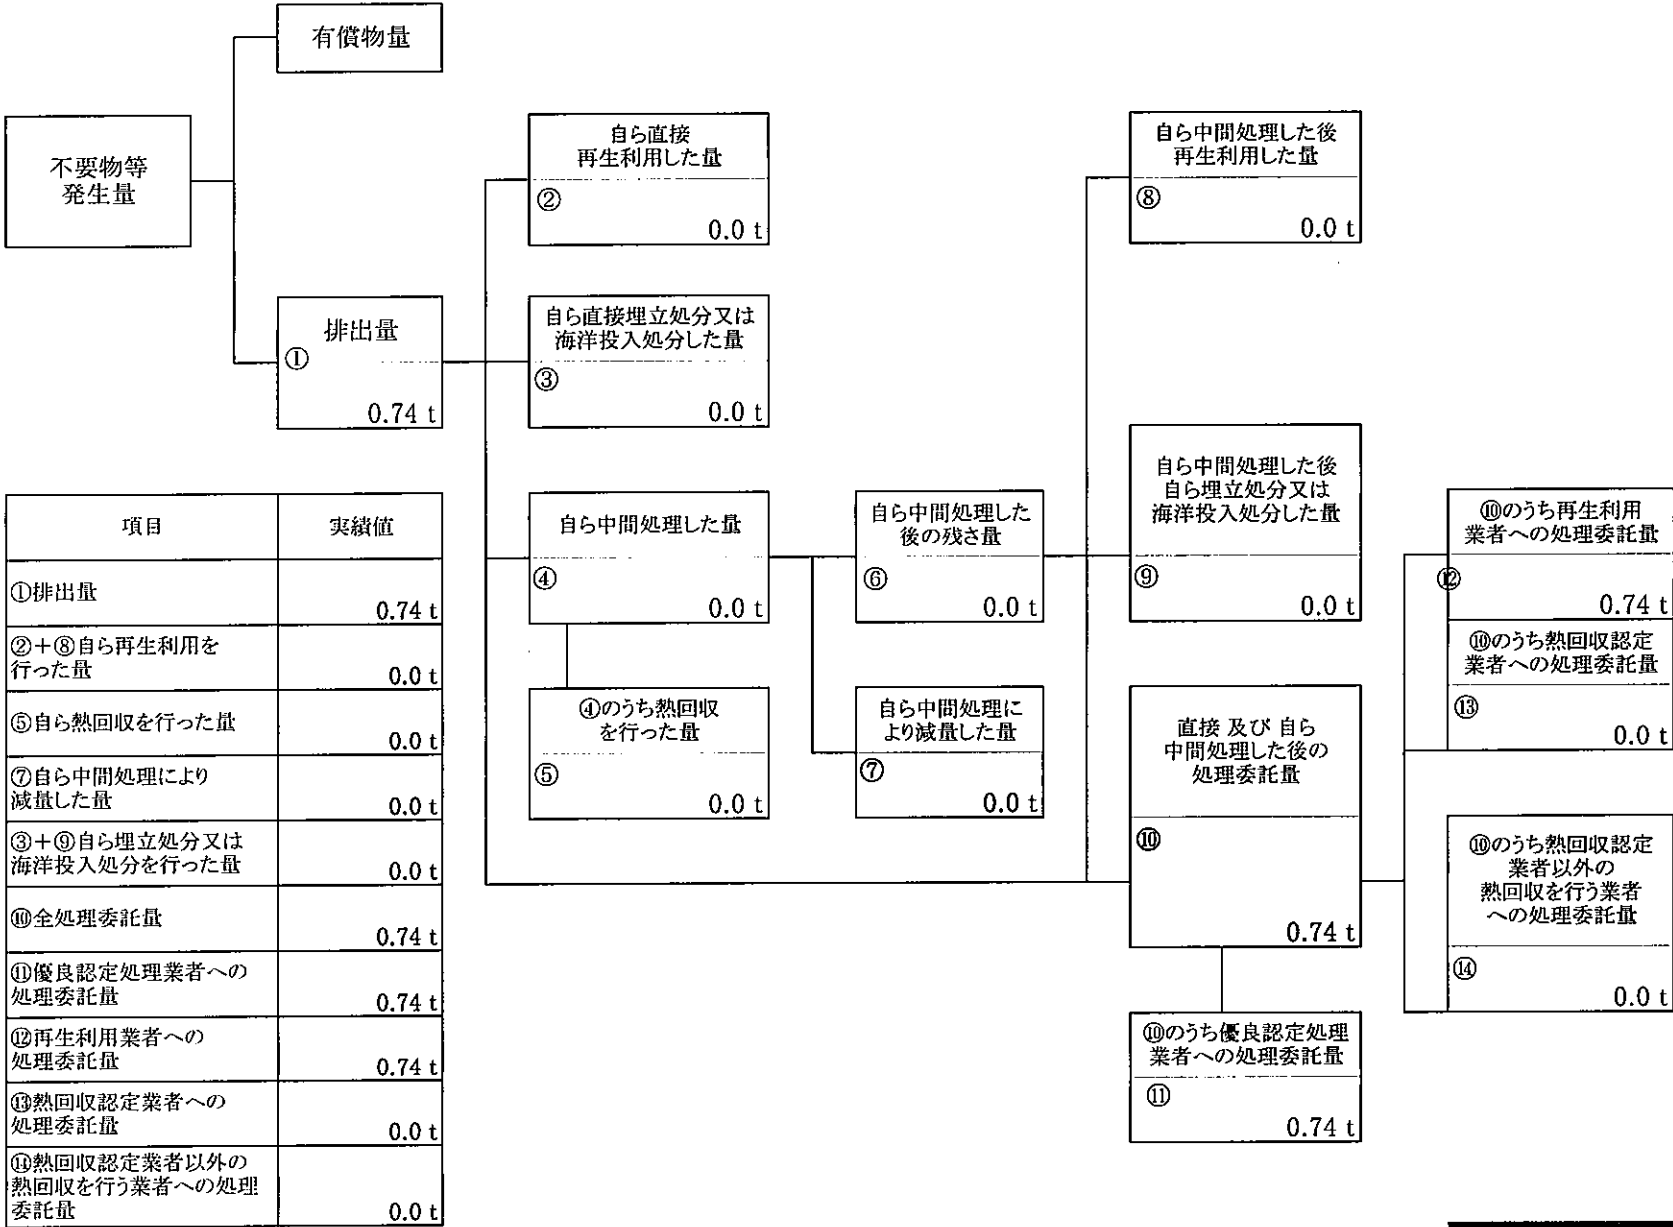 有償物量
不要物等
発生量
排出量
①
0.74 t
自ら直接
再生利用した量
②
0.0 t
自ら直接埋立処分又は
海洋投入処分した量
③
0.0 t
自ら中間処理した量
④
0.0 t
④のうち熱回収
を行った量
⑤
0.0 t
自ら中間処理した
後の残さ量
⑥
0.0 t
自ら中間処理に
より減量した量
⑦
0.0 t
自ら中間処理した後
再生利用した量
⑧
0.0 t
自ら中間処理した後
自ら埋立処分又は
海洋投入処分した量
⑨
0.0 t
直接 及び 自ら
中間処理した後の
処理委託量
⑩
0.74 t
⑩のうち優良認定処理
業者への処理委託量
⑪
0.74 t
⑩のうち再生利用
業者への処理委託量
⑫
0.74 t
⑩のうち熱回収認定
業者への処理委託量
⑬
0.0 t
⑩のうち熱回収認定
業者以外の
熱回収を行う業者
への処理委託量
⑭
0.0 t
項目 実績値
①排出量
0.74 t
②+⑧自ら再生利用を
行った量
0.0 t
⑤自ら熱回収を行った量
0.0 t
⑦自ら中間処理により
減量した量
0.0 t
③+⑨自ら埋立処分又は
海洋投入処分を行った量
0.0 t
⑩全処理委託量
0.74 t
⑪優良認定処理業者への
処理委託量
0.74 t
⑫再生利用業者への
処理委託量
0.74 t
⑬熱回収認定業者への
処理委託量
0.0 t
⑭熱回収認定業者以外の
熱回収を行う業者への処理
委託量
0.0 t